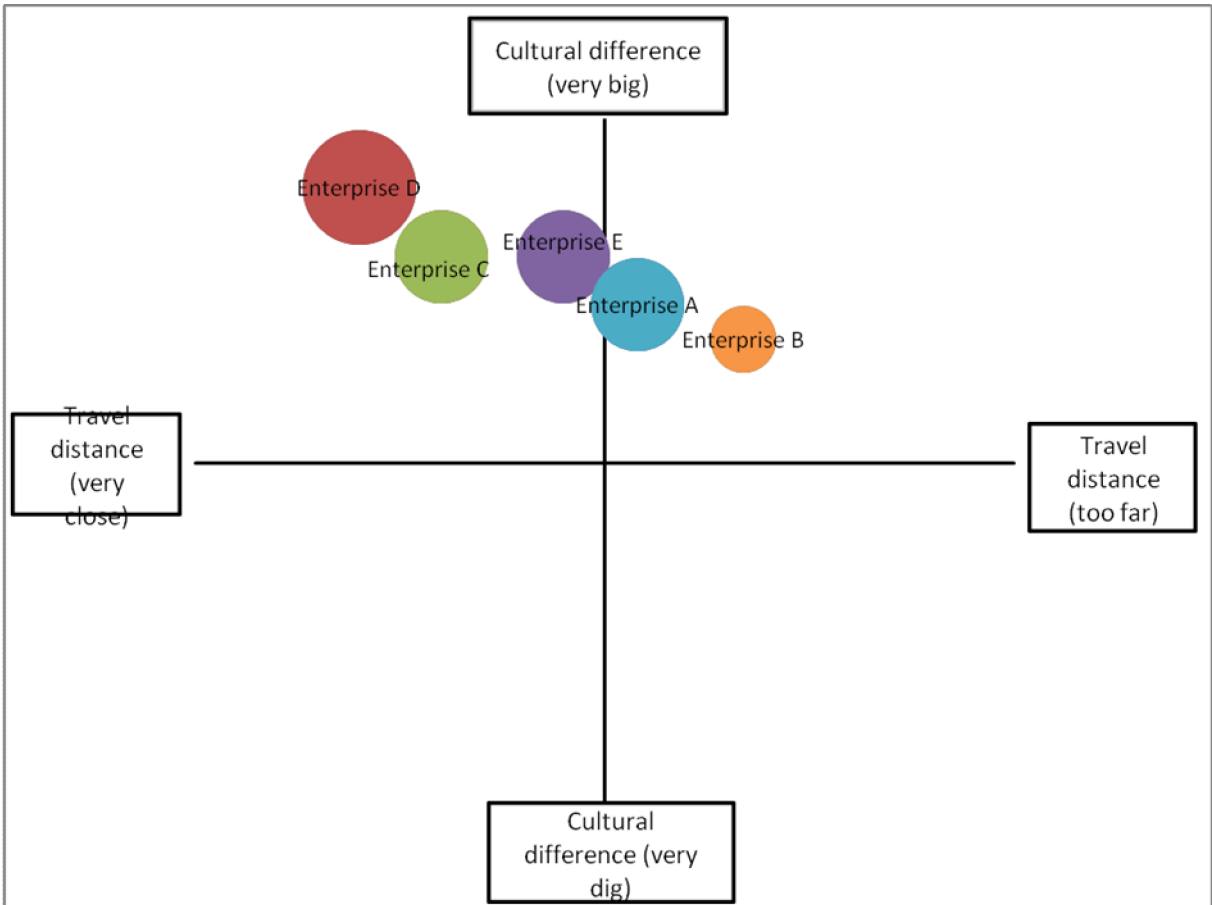 Cultural difference
(very big)
Enterprise D
Enterprise E
Enterprise C
Enterprise A
Enterprise B
Travel
distance
(very
close)
Travel
distance
(too far)
Cultural
difference (very
dig)